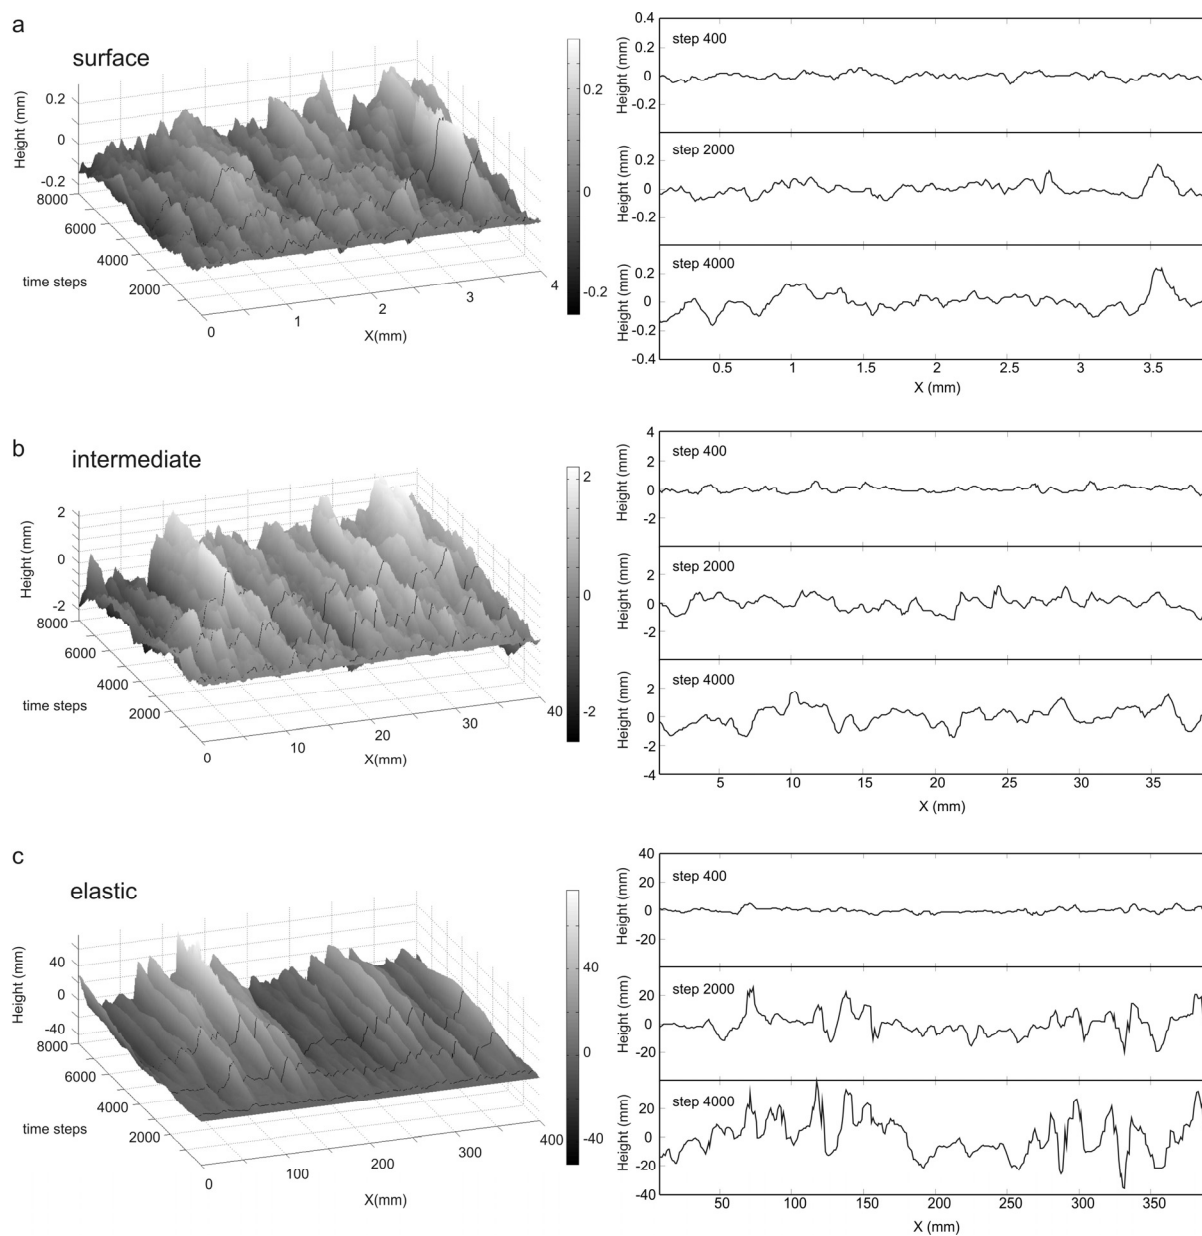 a
surface
Height (mm)
0.2
0
-0.2
8000
6000
4000
2000
time steps
0
1
2
3
4
X(mm)
0.2
0
-0.2
Height (mm)
0.4
0.2
0
-0.2
step 400
Height (mm)
0.2
0
-0.2
step 2000
Height (mm)
0.2
0
-0.2
-0.4
step 4000
0.5
1
1.5
2
2.5
3
3.5
X (mm)
b
intermediate
Height (mm)
2
0
-2
8000
6000
4000
2000
time steps
0
10
20
30
40
X(mm)
2
0
-2
Height (mm)
4
2
0
-2
step 400
Height (mm)
2
0
-2
step 2000
Height (mm)
2
0
-2
-4
step 4000
5
10
15
20
25
30
35
X (mm)
c
elastic
Height (mm)
40
0
-40
8000
6000
4000
2000
time steps
0
100
200
300
400
X(mm)
40
0
-40
Height (mm)
40
20
0
-20
step 400
Height (mm)
20
0
-20
step 2000
Height (mm)
20
0
-20
-40
step 4000
50
100
150
200
250
300
350
X (mm)